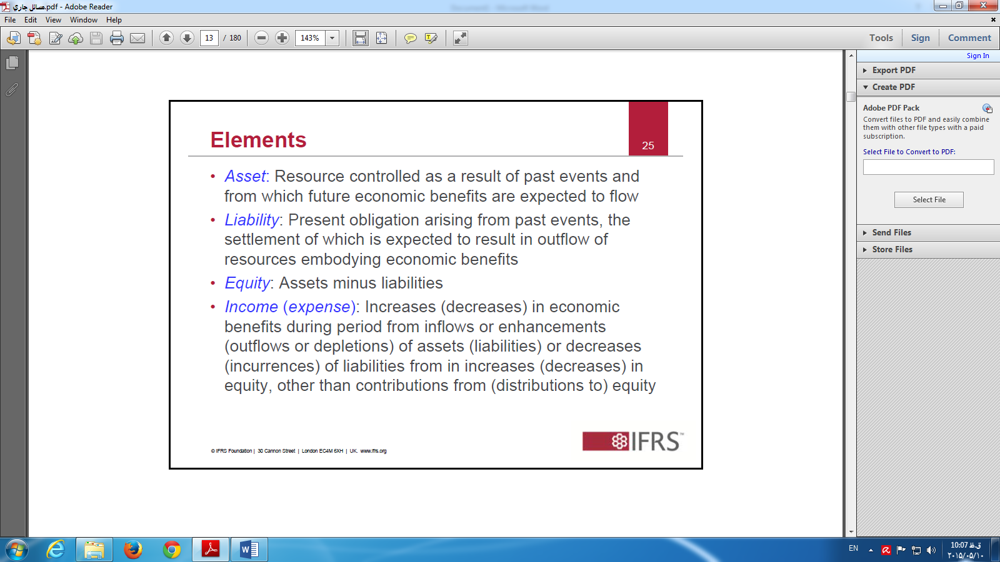 مسائل جاري.pdf - Adobe Reader
File Edit View Window Help
13 / 180 143% Tools Sign Comment
Sign In
Export PDF
Create PDF
Adobe PDF Pack
Convert files to PDF and easily combine
them with other file types with a paid
subscription.
Select File to Convert to PDF:
Select File
Send Files
Store Files
Elements
25
• Asset: Resource controlled as a result of past events and
from which future economic benefits are expected to flow
• Liability: Present obligation arising from past events, the
settlement of which is expected to result in outflow of
resources embodying economic benefits
• Equity: Assets minus liabilities
• Income (expense): Increases (decreases) in economic
benefits during period from inflows or enhancements
(outflows or depletions) of assets (liabilities) or decreases
(incurrences) of liabilities from in increases (decreases) in
equity, other than contributions from (distributions to) equity
IFRS™
© IFRS Foundation | 30 Cannon Street | London EC4M 6XH | UK. www.ifrs.org
EN
10:07 ق.ظ
٢٠١٥/٠٥/١٠